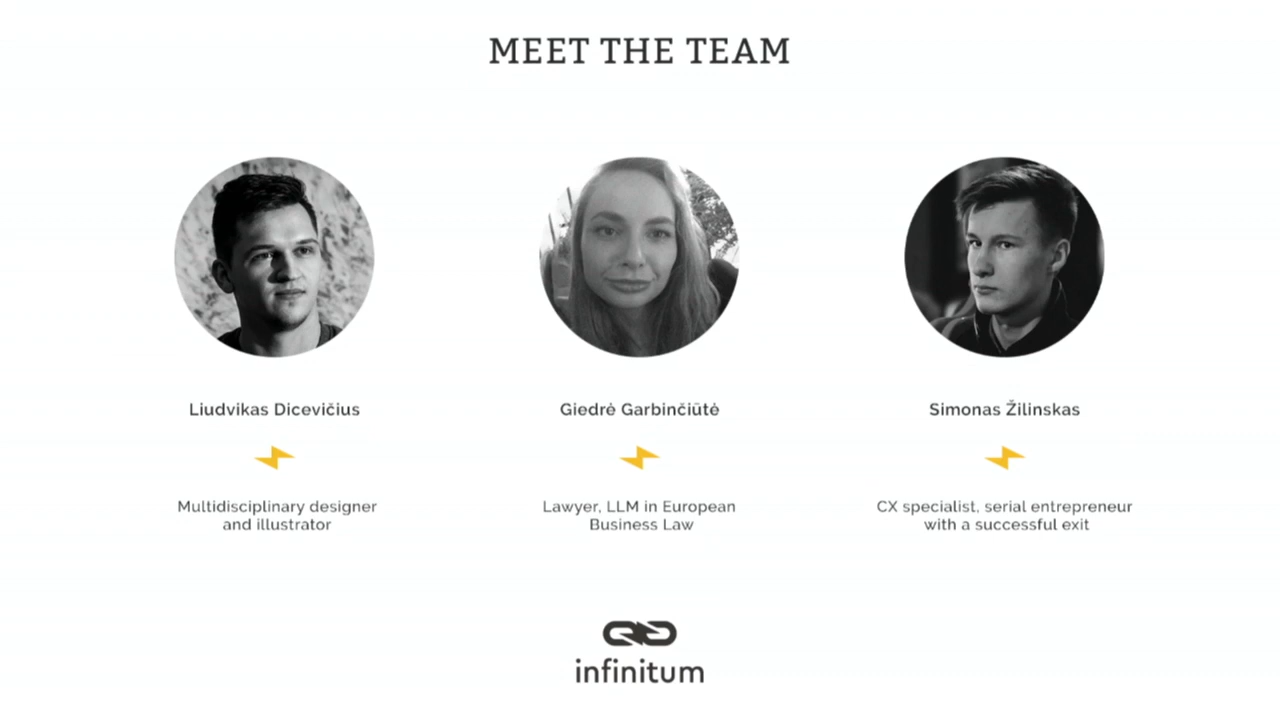 MEET THE TEAM
Liudvikas Dicevičius
Giedrė Garbinčiūtė
Simonas Žilinskas
Multidisciplinary designer
and illustrator
Lawyer, LLM in European
Business Law
CX specialist, serial entrepreneur
with a successful exit
infinitum